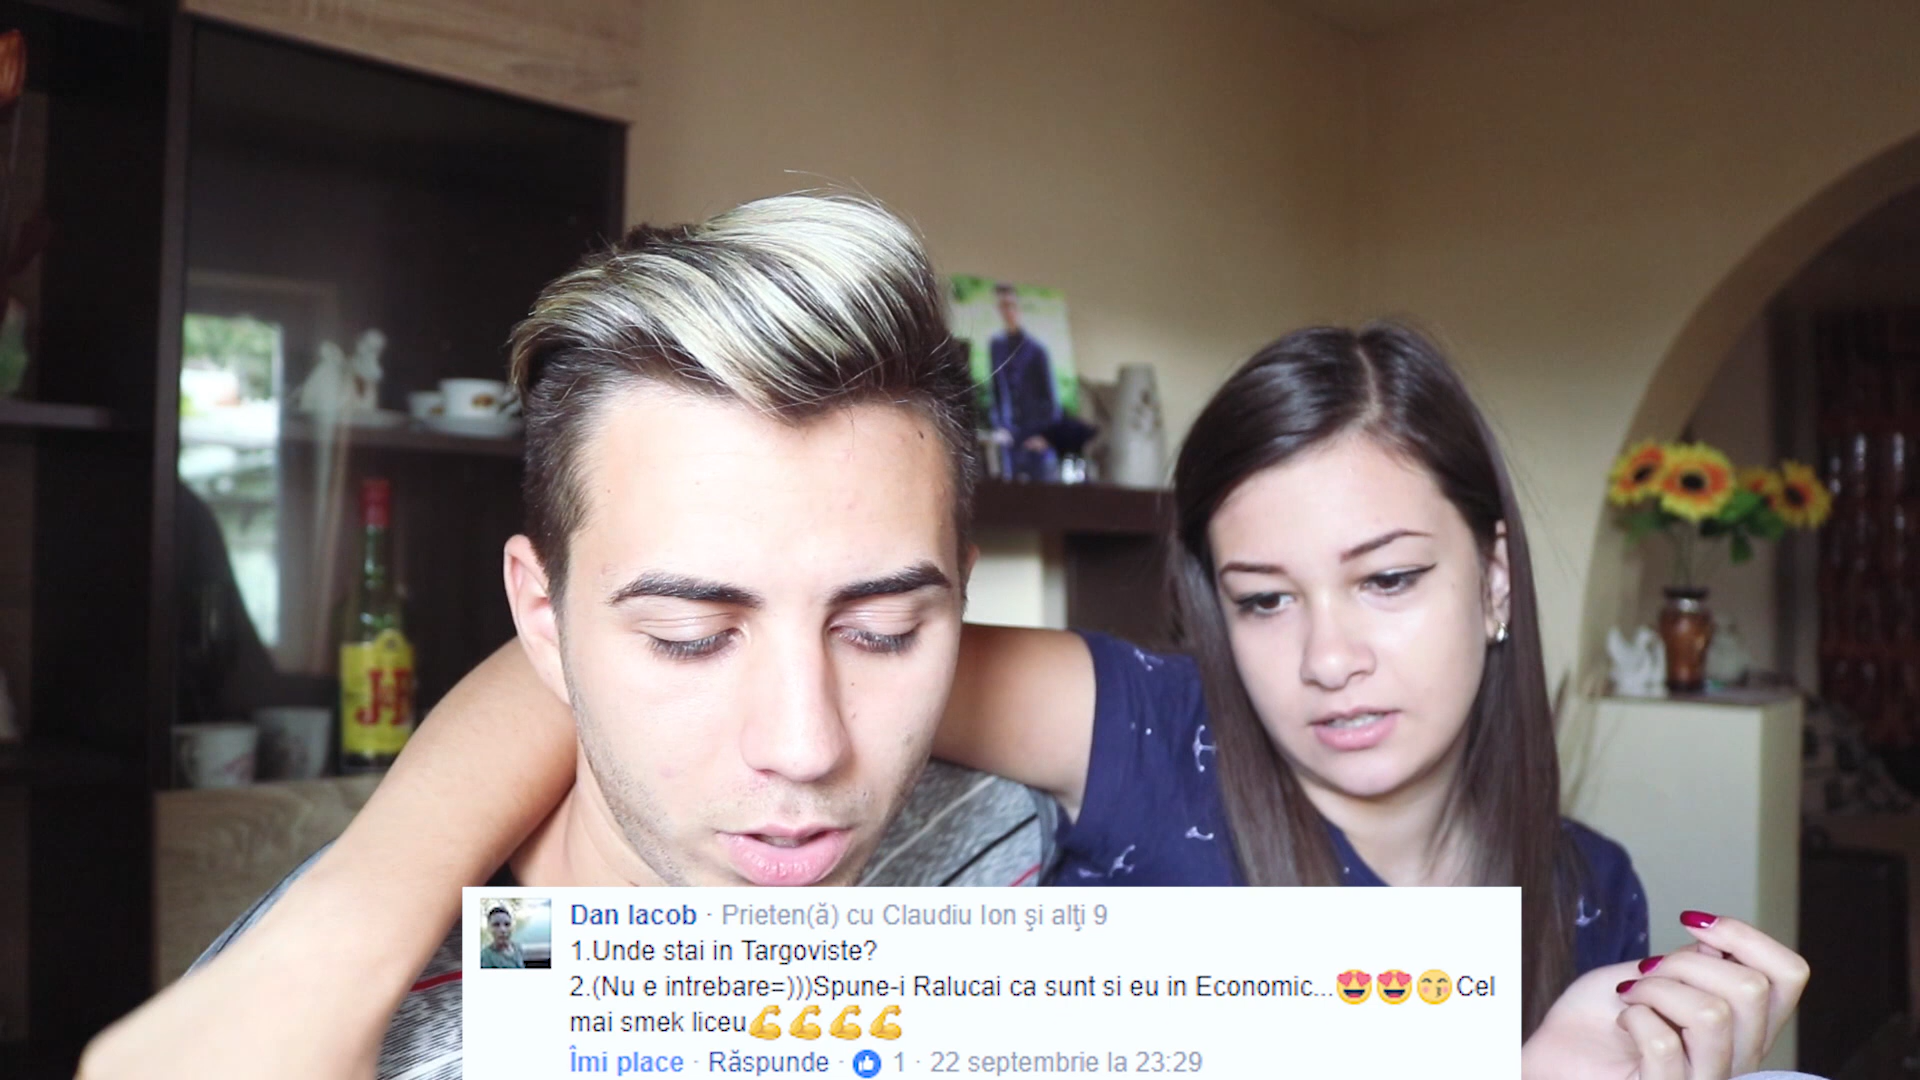 Dan Iacob · Prieten(ă) cu Claudiu Ion şi alţi 9
1.Unde stai in Targoviste?
2.(Nu e intrebare=)))Spune-i Ralucai ca sunt si eu in Economic...😍😍😙Cel
mai smek liceu💪💪💪💪
Îmi place · Răspunde · 1 · 22 septembrie la 23:29
J&B